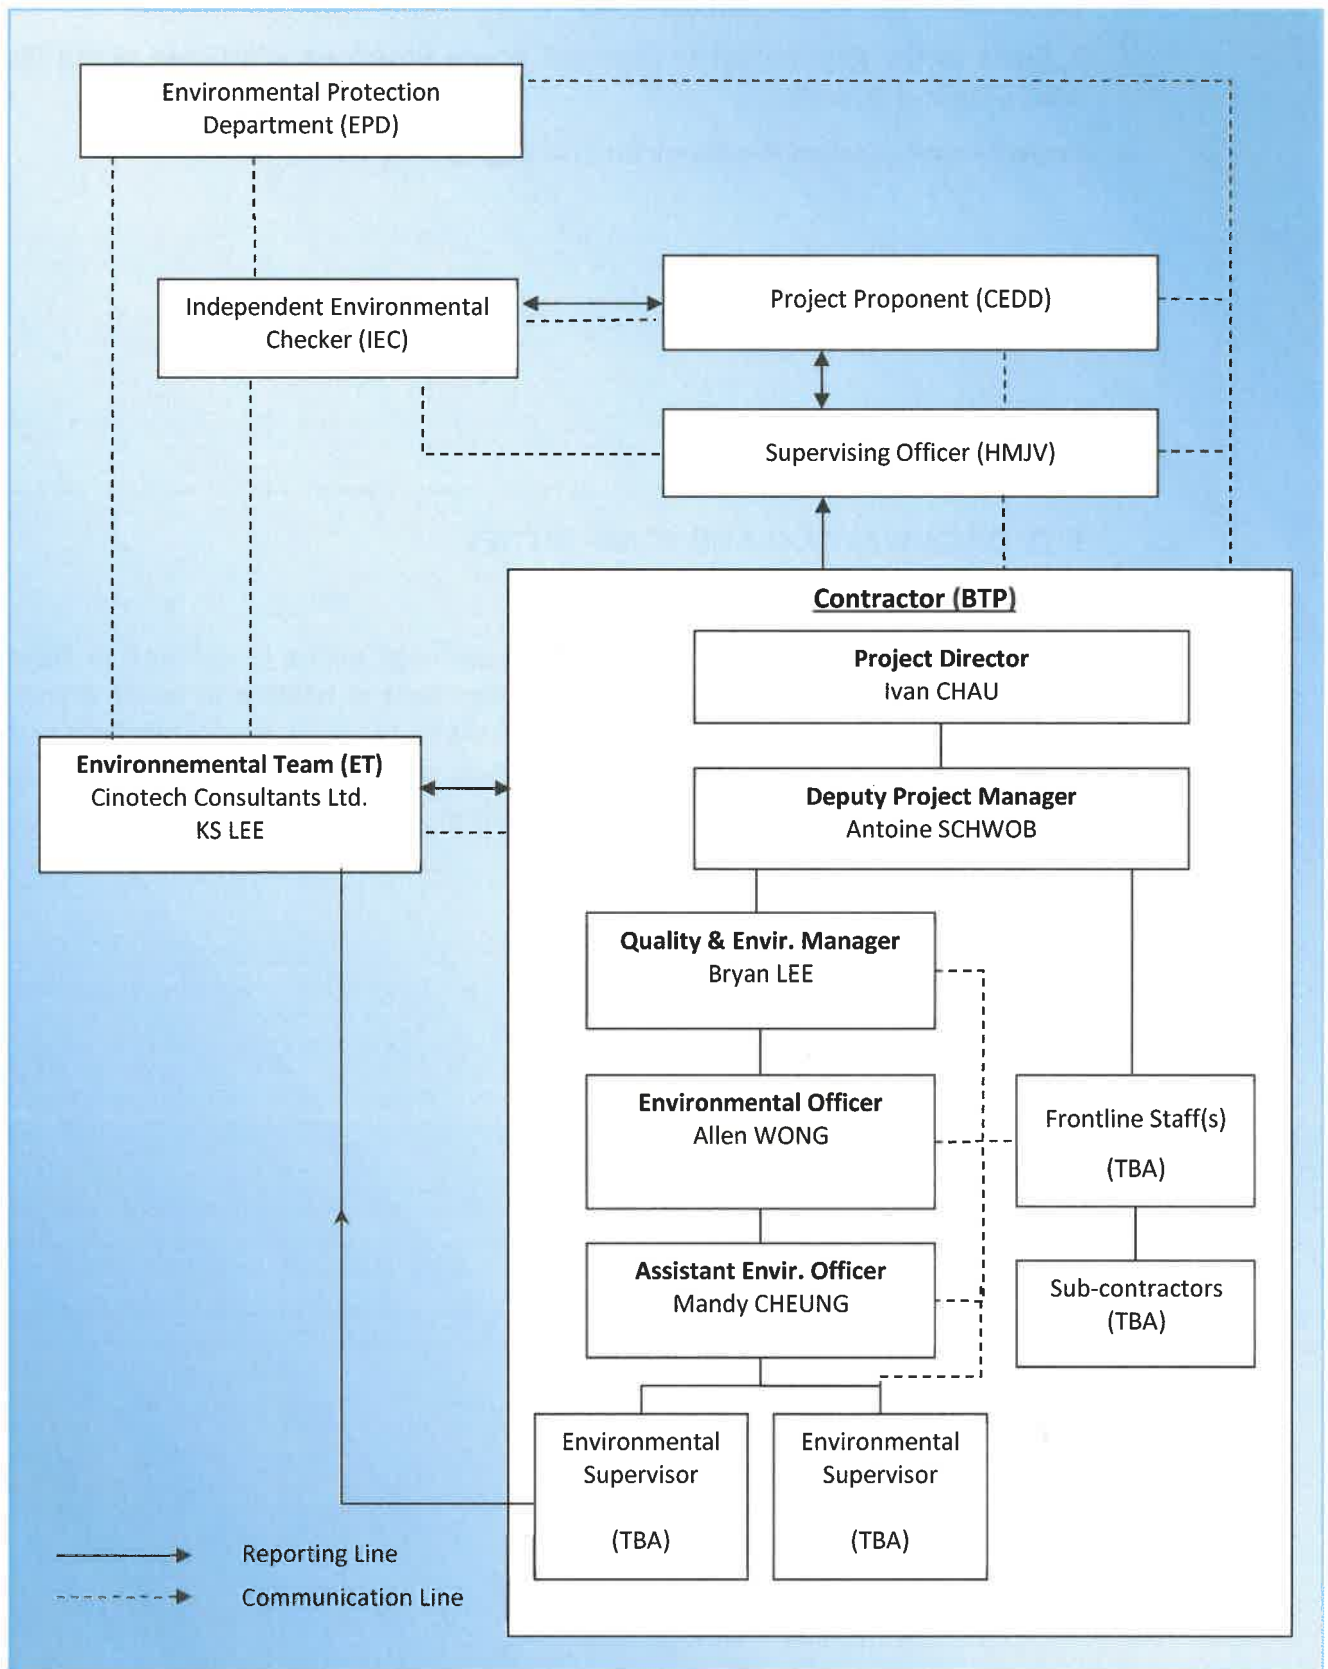 Environmental Protection
Department (EPD)
Independent Environmental
Checker (IEC)
Project Proponent (CEDD)
Supervising Officer (HMJV)
Contractor (BTP)
Project Director
Ivan CHAU
Environnemental Team (ET)
Cinotech Consultants Ltd.
KS LEE
Deputy Project Manager
Antoine SCHWOB
Quality & Envir. Manager
Bryan LEE
Environmental Officer
Allen WONG
Frontline Staff(s)
(TBA)
Assistant Envir. Officer
Mandy CHEUNG
Sub-contractors
(TBA)
Environmental
Supervisor
(TBA)
Environmental
Supervisor
(TBA)
Reporting Line
Communication Line